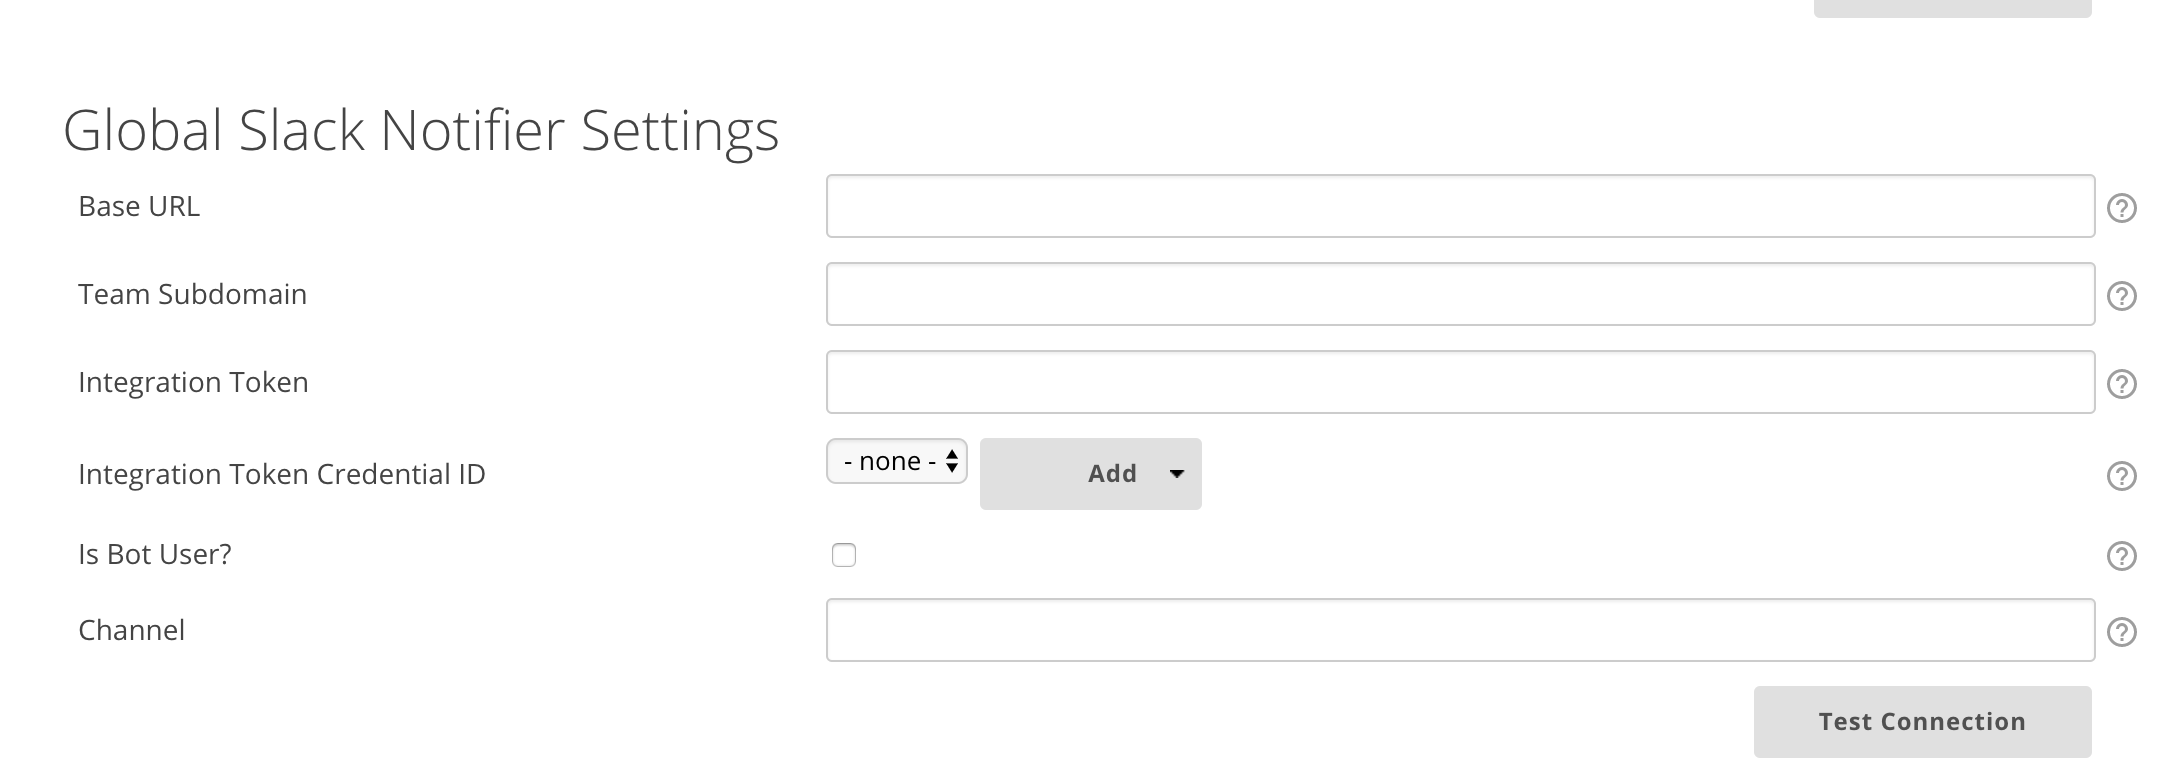 Global Slack Notifier Settings
Base URL
Team Subdomain
Integration Token
Integration Token Credential ID
- none -
Add
Is Bot User?
Channel
Test Connection